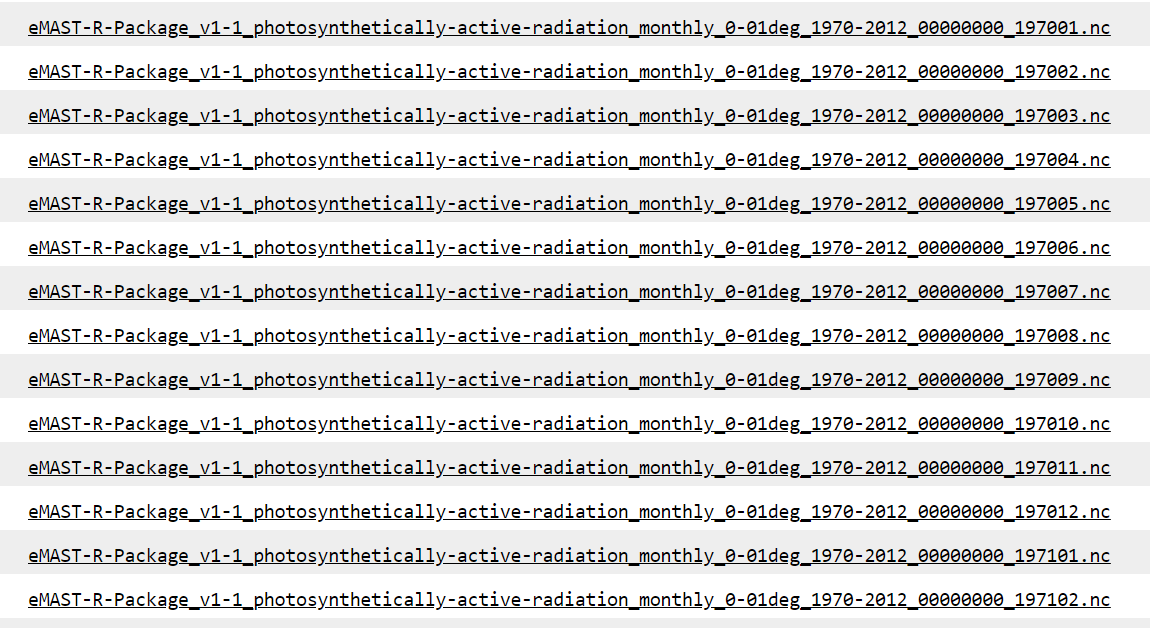 eMAST-R-Package_v1-1_photosynthetically-active-radiation_monthly_0-01deg_1970-2012_00000000_197001.nc
eMAST-R-Package_v1-1_photosynthetically-active-radiation_monthly_0-01deg_1970-2012_00000000_197002.nc
eMAST-R-Package_v1-1_photosynthetically-active-radiation_monthly_0-01deg_1970-2012_00000000_197003.nc
eMAST-R-Package_v1-1_photosynthetically-active-radiation_monthly_0-01deg_1970-2012_00000000_197004.nc
eMAST-R-Package_v1-1_photosynthetically-active-radiation_monthly_0-01deg_1970-2012_00000000_197005.nc
eMAST-R-Package_v1-1_photosynthetically-active-radiation_monthly_0-01deg_1970-2012_00000000_197006.nc
eMAST-R-Package_v1-1_photosynthetically-active-radiation_monthly_0-01deg_1970-2012_00000000_197007.nc
eMAST-R-Package_v1-1_photosynthetically-active-radiation_monthly_0-01deg_1970-2012_00000000_197008.nc
eMAST-R-Package_v1-1_photosynthetically-active-radiation_monthly_0-01deg_1970-2012_00000000_197009.nc
eMAST-R-Package_v1-1_photosynthetically-active-radiation_monthly_0-01deg_1970-2012_00000000_197010.nc
eMAST-R-Package_v1-1_photosynthetically-active-radiation_monthly_0-01deg_1970-2012_00000000_197011.nc
eMAST-R-Package_v1-1_photosynthetically-active-radiation_monthly_0-01deg_1970-2012_00000000_197012.nc
eMAST-R-Package_v1-1_photosynthetically-active-radiation_monthly_0-01deg_1970-2012_00000000_197101.nc
eMAST-R-Package_v1-1_photosynthetically-active-radiation_monthly_0-01deg_1970-2012_00000000_197102.nc